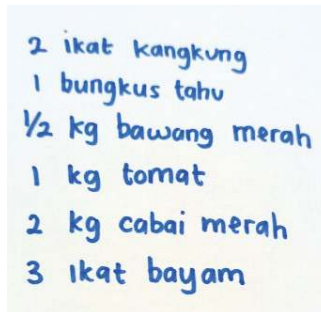 2 ikat kangkung
1 bungkus tahu
1/2 kg bawang merah
1 kg tomat
2 kg cabai merah
3 ikat bayam